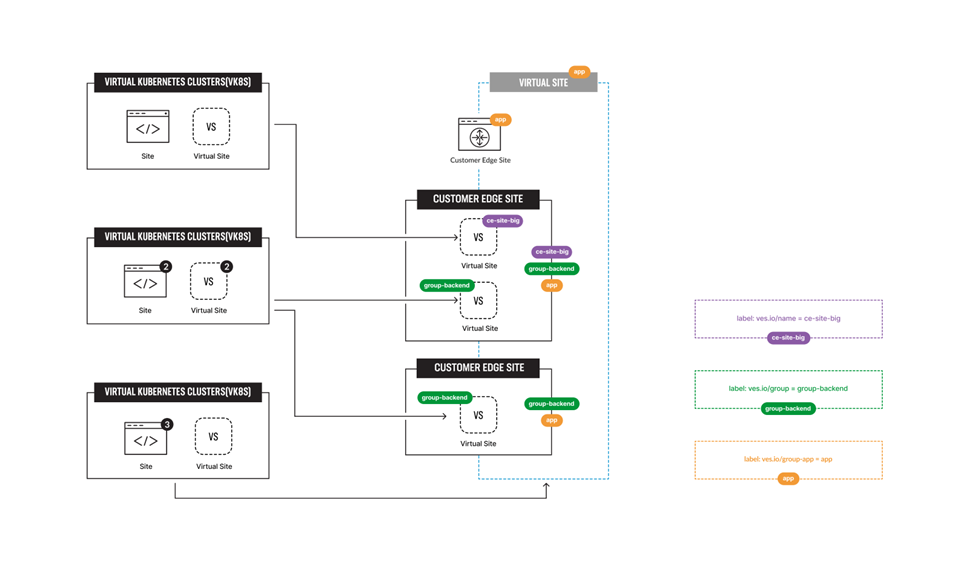 VIRTUAL KUBERNETES CLUSTERS(VK8S)
VS
Site
Virtual Site
VIRTUAL KUBERNETES CLUSTERS(VK8S)
2
VS
2
Site
Virtual Site
VIRTUAL KUBERNETES CLUSTERS(VK8S)
3
VS
Site
Virtual Site
app
VIRTUAL SITE
app
Customer Edge Site
CUSTOMER EDGE SITE
ce-site-big
VS
Virtual Site
ce-site-big
group-backend
app
group-backend
VS
Virtual Site
CUSTOMER EDGE SITE
group-backend
VS
Virtual Site
group-backend
app
label: ves.io/name = ce-site-big
ce-site-big
label: ves.io/group = group-backend
group-backend
label: ves.io/group-app = app
app